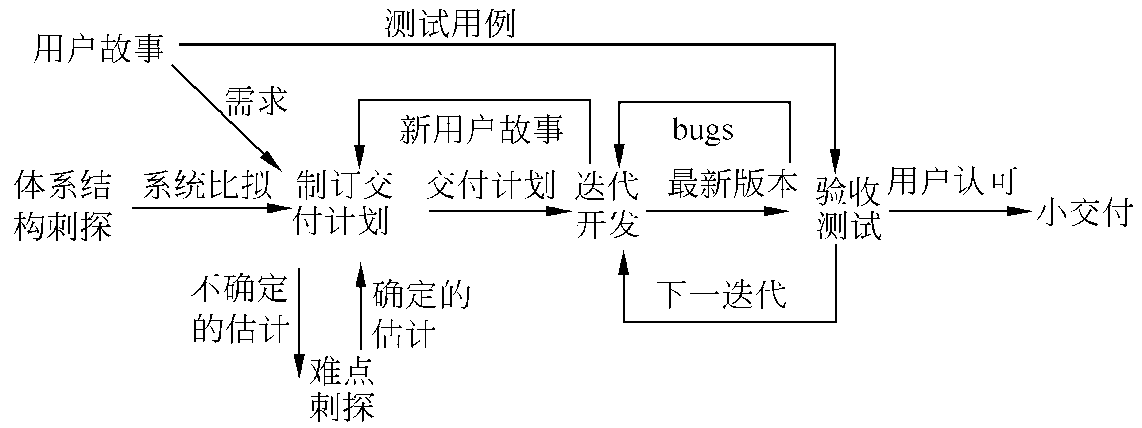 测试用例
用户故事
需求
新用户故事
bugs
体系结
构刺探
系统比拟
制订交
付计划
交付计划
迭代
开发
最新版本
验收
测试
用户认可
小交付
不确定
的估计
确定的
估计
下一迭代
难点
刺探